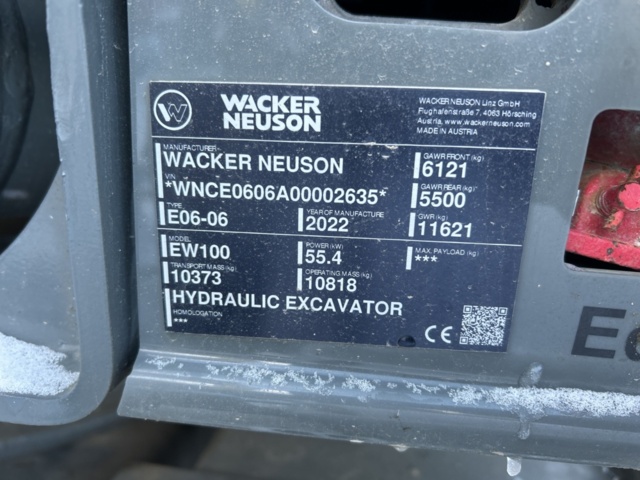 WACKER
NEUSON
WACKER NEUSON Linz GmbH
Flughafenstraße 7, 4063 Hörsching
Austria, www.wackerneuson.com
MADE IN AUSTRIA
MANUFACTURER
WACKER NEUSON
GAWR FRONT (kg)
6121
VIN
*WNCE0606A00002635*
GAWR REAR (kg)
5500
TYPE
E06-06
YEAR OF MANUFACTURE
2022
GWR (kg)
11621
MODEL
EW100
POWER (kW)
55.4
MAX. PAYLOAD (kg)
***
TRANSPORT MASS (kg)
10373
OPERATING MASS (kg)
10818
HYDRAULIC EXCAVATOR
HOMOLOGATION
***
CE